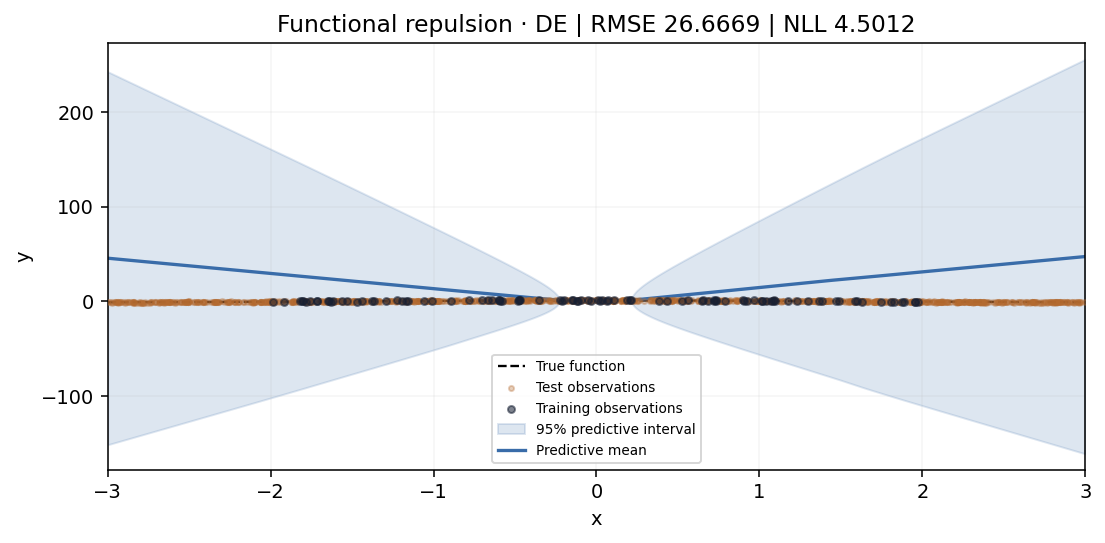 Functional repulsion · DE | RMSE 26.6669 | NLL 4.5012
200
100
0
−100
y
True function
Test observations
Training observations
95% predictive interval
Predictive mean
−3 −2 −1 0 1 2 3
x